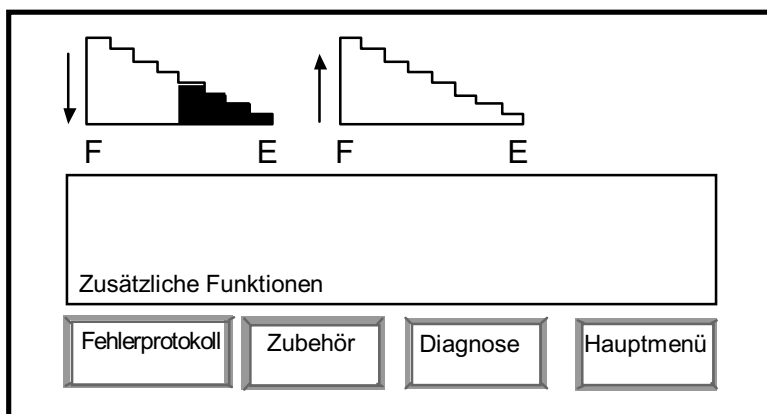 F E F E
Zusätzliche Funktionen
Fehlerprotokoll Zubehör Diagnose Hauptmenü